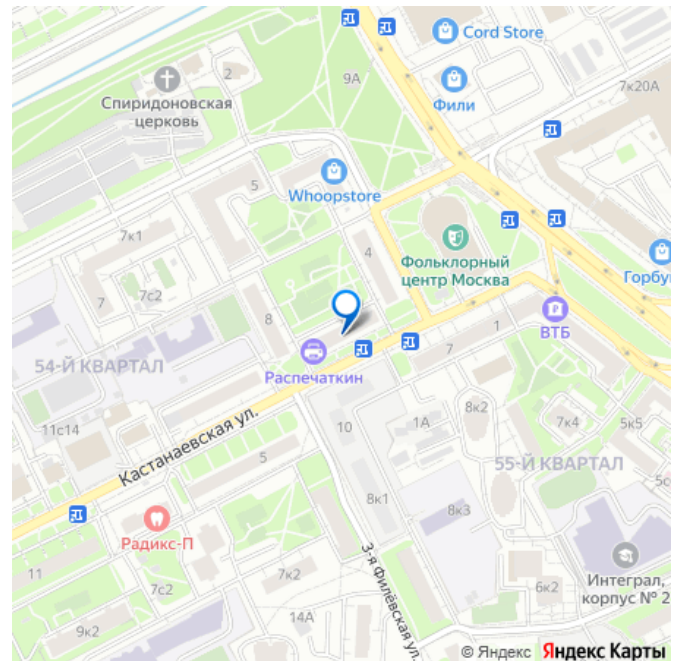 Cord Store
2
9А
Спиридоновская
церковь
Фили
7к20А
5
Whoopstore
7к1
4
Фольклорный
центр Москва
Горбу
7
7с2
8
1
ВТБ
54-Й КВАРТАЛ
Распечаткин
7
11с14
Кастанаевская ул.
10
1А
8к2
7к4
5к5
5
55-Й КВАРТАЛ
8к1
8к3
5с
Радикс-П
3-я Филёвская ул.
11
7с2
7к2
6к2
Интеграл,
корпус № 2
9к2
14А
© Яндекс Яндекс Карты